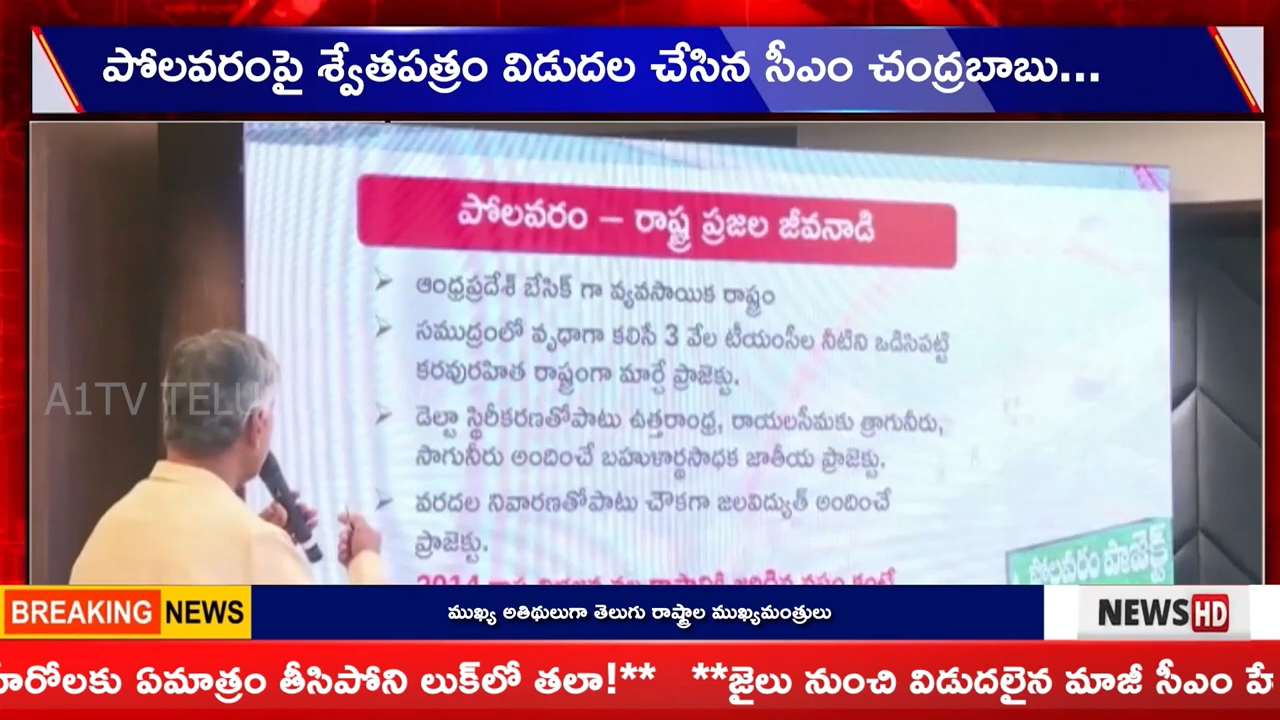 పోలవరంపై శ్వేతపత్రం విడుదల చేసిన సీఎం చంద్రబాబు...
పోలవరం – రాష్ట్ర ప్రజల జీవనాడి
ఆంధ్రప్రదేశ్ బేసిక్ గా వ్యవసాయిక రాష్ట్రం
సముద్రంలో వృధాగా కలిసే 3 వేల టీయంసీల నీటిని ఒడిసిపట్టి
కరవురహిత రాష్ట్రంగా మార్చే ప్రాజెక్టు.
డెల్టా స్థిరీకరణతోపాటు ఉత్తరాంధ్ర, రాయలసీమకు త్రాగునీరు,
సాగునీరు అందించే బహుళార్థసాధక జాతీయ ప్రాజెక్టు.
వరదల నివారణతోపాటు చౌకగా జలవిద్యుత్ అందించే
ప్రాజెక్టు.
2014
పోలవరం
A1TV TELU
BREAKING NEWS
ముఖ్య అతిథులుగా తెలుగు రాష్ట్రాల ముఖ్యమంత్రులు
NEWS HD
హీరోలకు ఏమాత్రం తీసిపోని లుక్‌లో తలా!** **జైలు నుంచి విడుదలైన మాజీ సీఎం హే